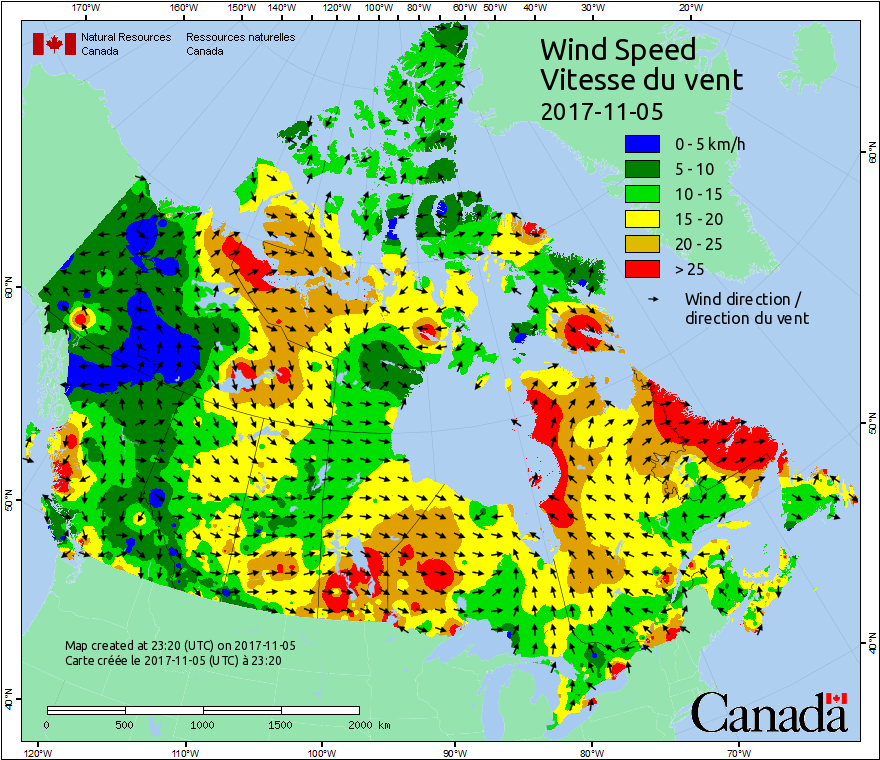 170°W 160°W 150°W 140°W 120°W 100°W 80°W 60°W 50°W 40°W 30°W 20°W
Natural Resources Ressources naturelles
Canada Canada
Wind Speed
Vitesse du vent
2017-11-05
0 - 5 km/h
5 - 10
10 - 15
15 - 20
20 - 25
> 25
Wind direction /
direction du vent
60°N
60°N
50°N
50°N
40°N
40°N
Map created at 23:20 (UTC) on 2017-11-05
Carte créée le 2017-11-05 (UTC) à 23:20
0 500 1000 1500 2000 km
Canada
120°W 110°W 100°W 90°W 80°W 70°W